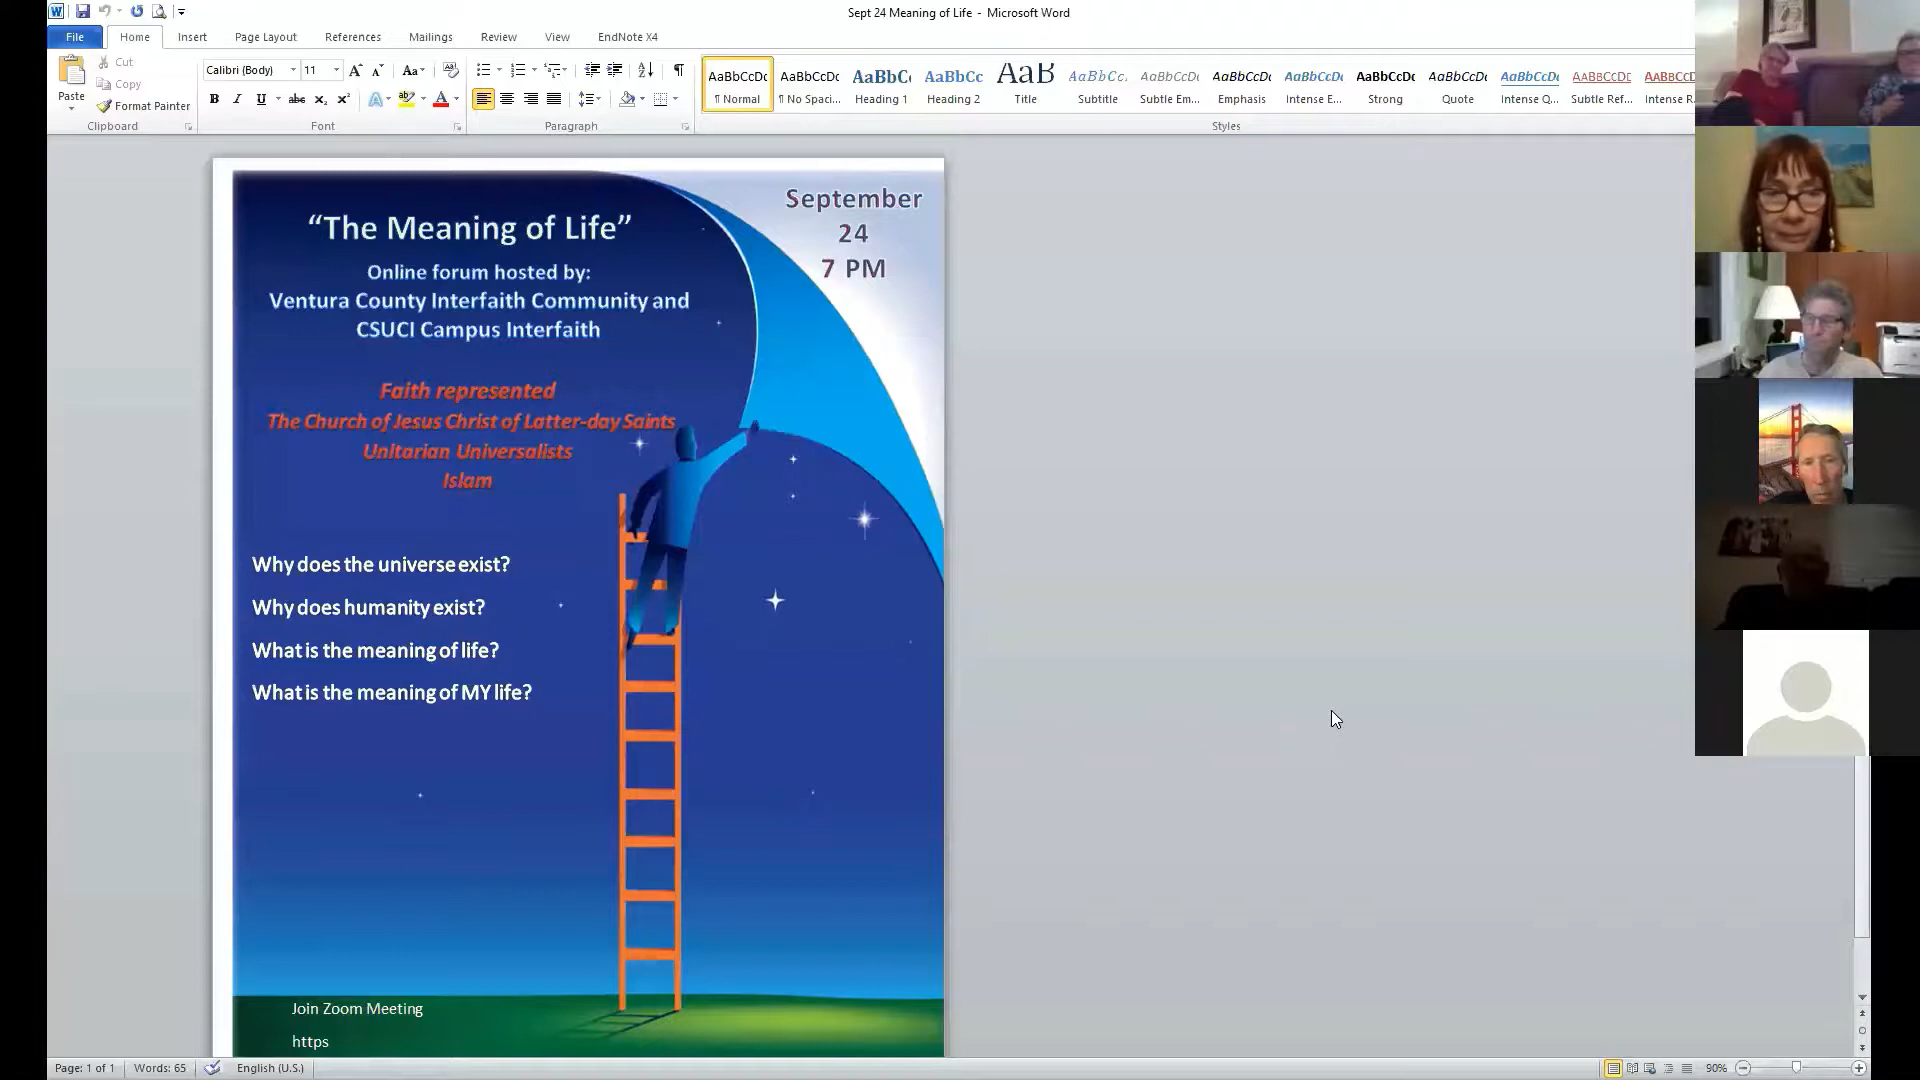 Sept 24 Meaning of Life - Microsoft Word
File Home Insert Page Layout References Mailings Review View EndNote X4
Paste
Cut
Copy
Format Painter
Clipboard
Calibri (Body) 11
Font
Paragraph
AaBbCcDc AaBbCcDc AaBbC AaBbCc AaB AaBbCc. AaBbCcDc AaBbCcDc AaBbCcDc AaBbCcDc AaBbCcDc AaBbCcDc AABBCCDE AABBCCDE
¶ Normal ¶ No Spaci... Heading 1 Heading 2 Title Subtitle Subtle Em... Emphasis Intense E... Strong Quote Intense Q... Subtle Ref... Intense R
Styles
September
24
7 PM
“The Meaning of Life”
Online forum hosted by:
Ventura County Interfaith Community and
CSUCI Campus Interfaith
Faith represented
The Church of Jesus Christ of Latter-day Saints
Unitarian Universalists
Islam
Why does the universe exist?
Why does humanity exist?
What is the meaning of life?
What is the meaning of MY life?
Join Zoom Meeting
https
Page: 1 of 1 Words: 65 English (U.S.) 90%